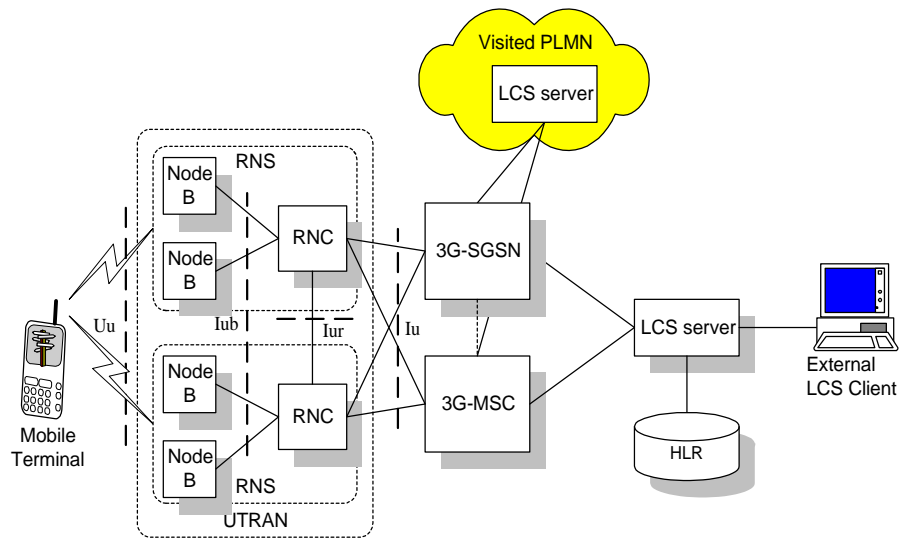 Visited PLMN
LCS server
RNS
Node
B
Node
B
RNC
3G-SGSN
Uu
Iub
Iur
Iu
LCS server
Node
B
Node
B
RNC
3G-MSC
External
LCS Client
Mobile
Terminal
HLR
RNS
UTRAN